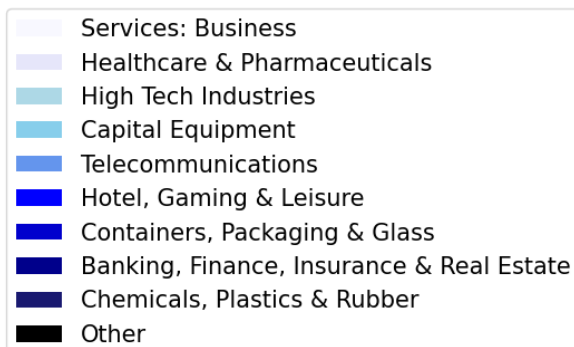 Services: Business
Healthcare & Pharmaceuticals
High Tech Industries
Capital Equipment
Telecommunications
Hotel, Gaming & Leisure
Containers, Packaging & Glass
Banking, Finance, Insurance & Real Estate
Chemicals, Plastics & Rubber
Other